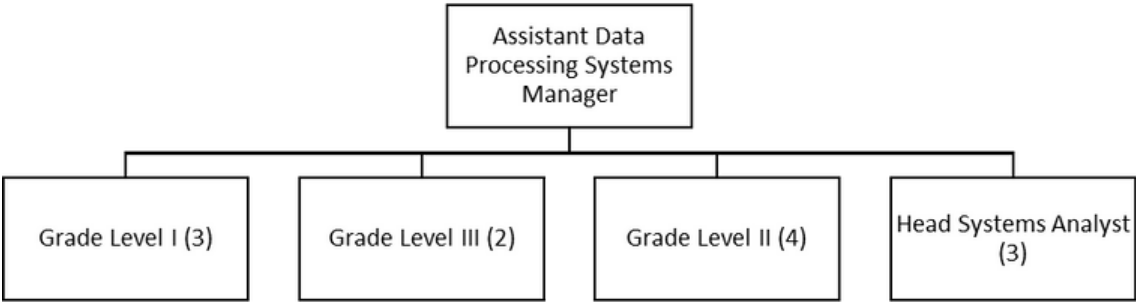 Assistant Data
Processing Systems
Manager
Grade Level I (3)
Grade Level III (2)
Grade Level II (4)
Head Systems Analyst
(3)